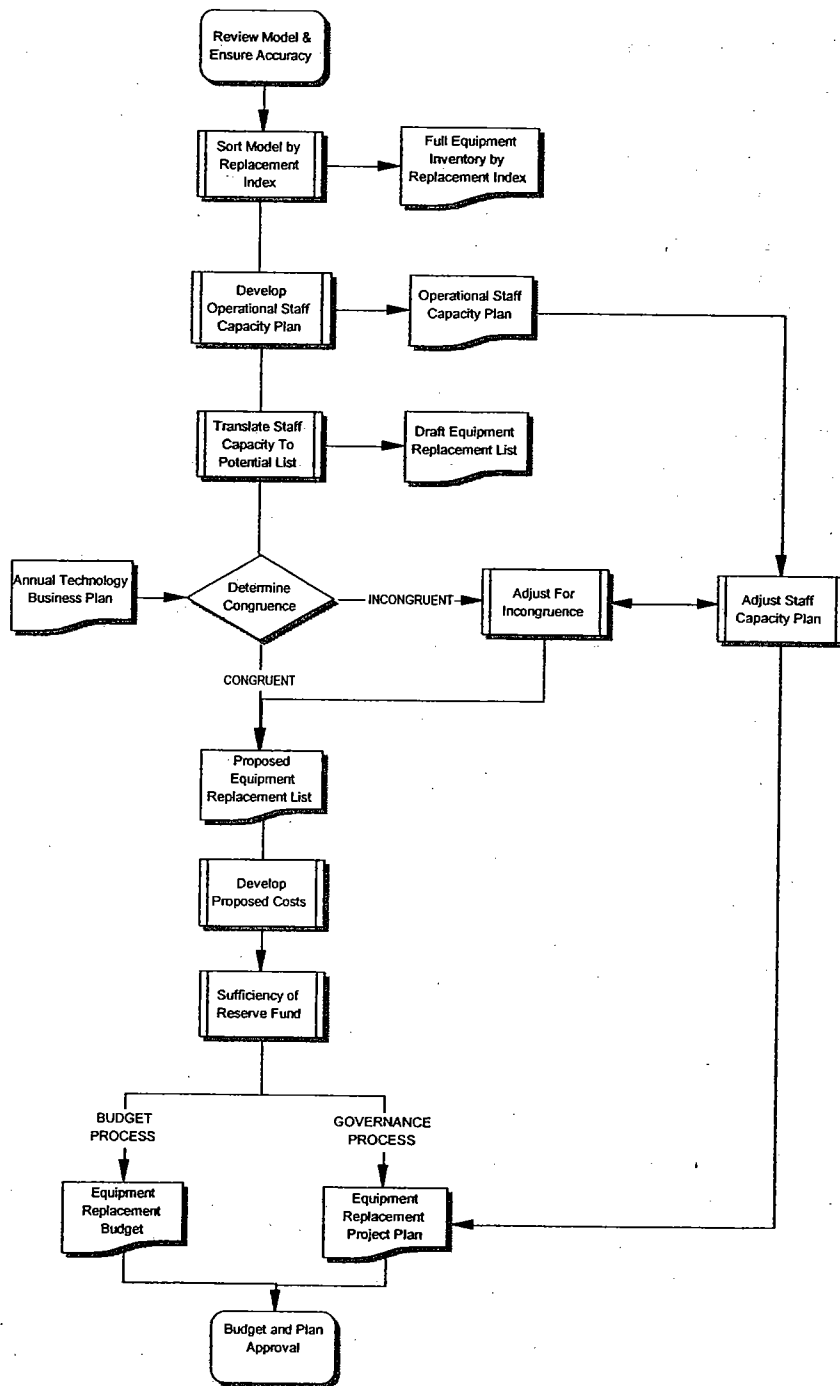 Review Model &
Ensure Accuracy
Sort Model by
Replacement
Index
Full Equipment
Inventory by
Replacement Index
Develop
Operational Staff
Capacity Plan
Operational Staff
Capacity Plan
Translate Staff
Capacity To
Potential List
Draft Equipment
Replacement List
Annual Technology
Business Plan
Determine
Congruence
INCONGRUENT
Adjust For
Incongruence
Adjust Staff
Capacity Plan
CONGRUENT
Proposed
Equipment
Replacement List
Develop
Proposed Costs
Sufficiency of
Reserve Fund
BUDGET
PROCESS
GOVERNANCE
PROCESS
Equipment
Replacement
Budget
Equipment
Replacement
Project Plan
Budget and Plan
Approval